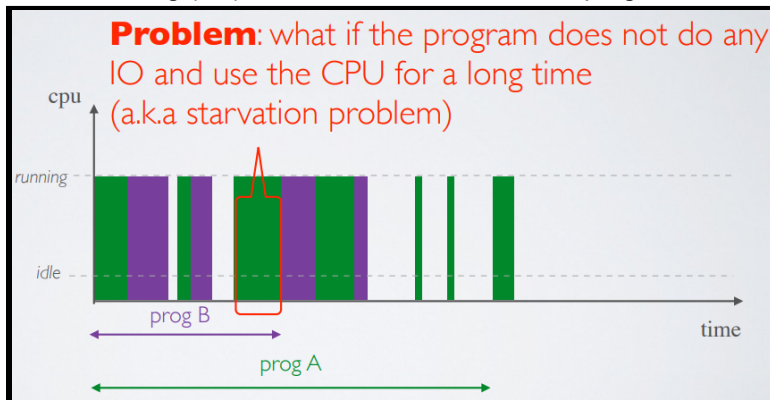 Problem: what if the program does not do any
IO and use the CPU for a long time
(a.k.a starvation problem)
cpu
running
idle
prog B
time
prog A